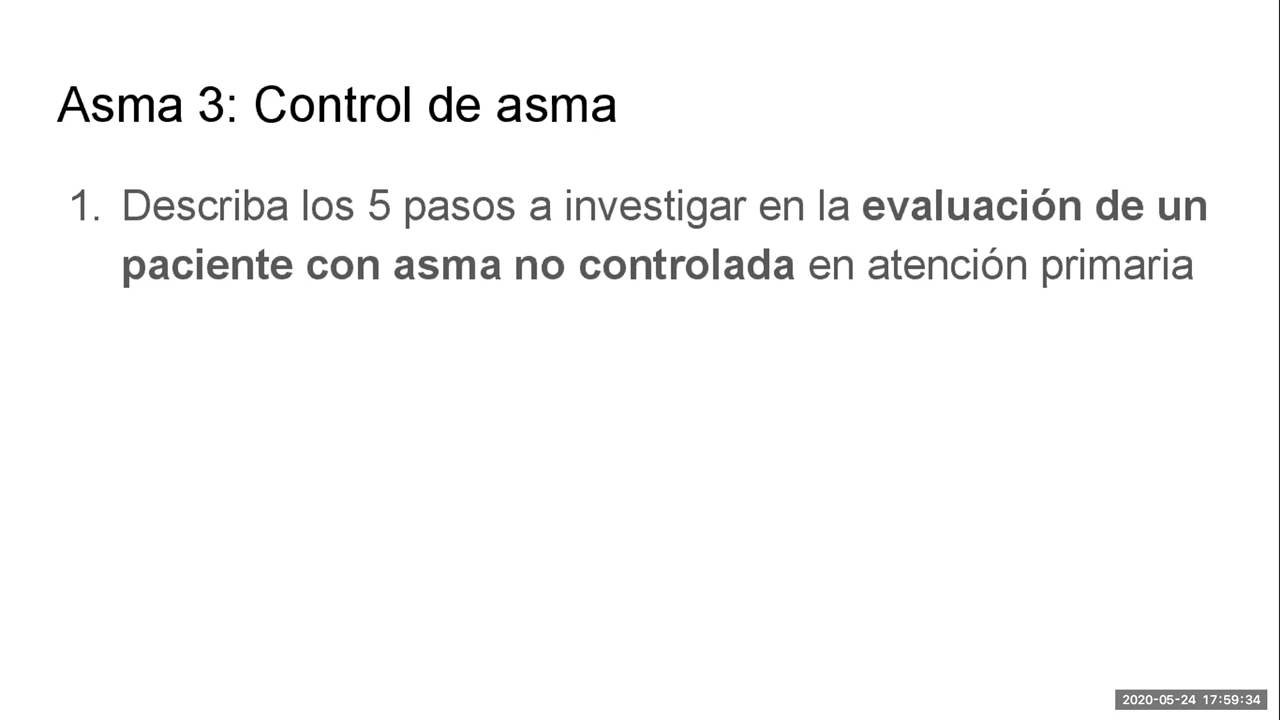 Asma 3: Control de asma
1. Describa los 5 pasos a investigar en la evaluación de un
paciente con asma no controlada en atención primaria
2020-05-24 17:59:34